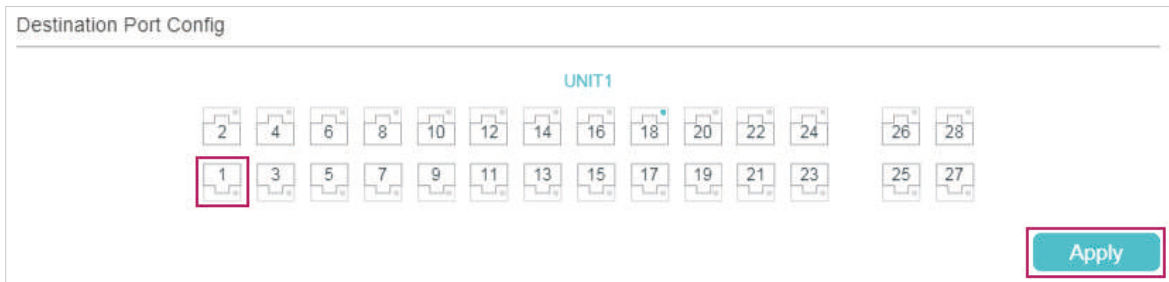 Destination Port Config
UNIT1
2 4 6 8 10 12 14 16 18 20 22 24 26 28
1 3 5 7 9 11 13 15 17 19 21 23 25 27
Apply